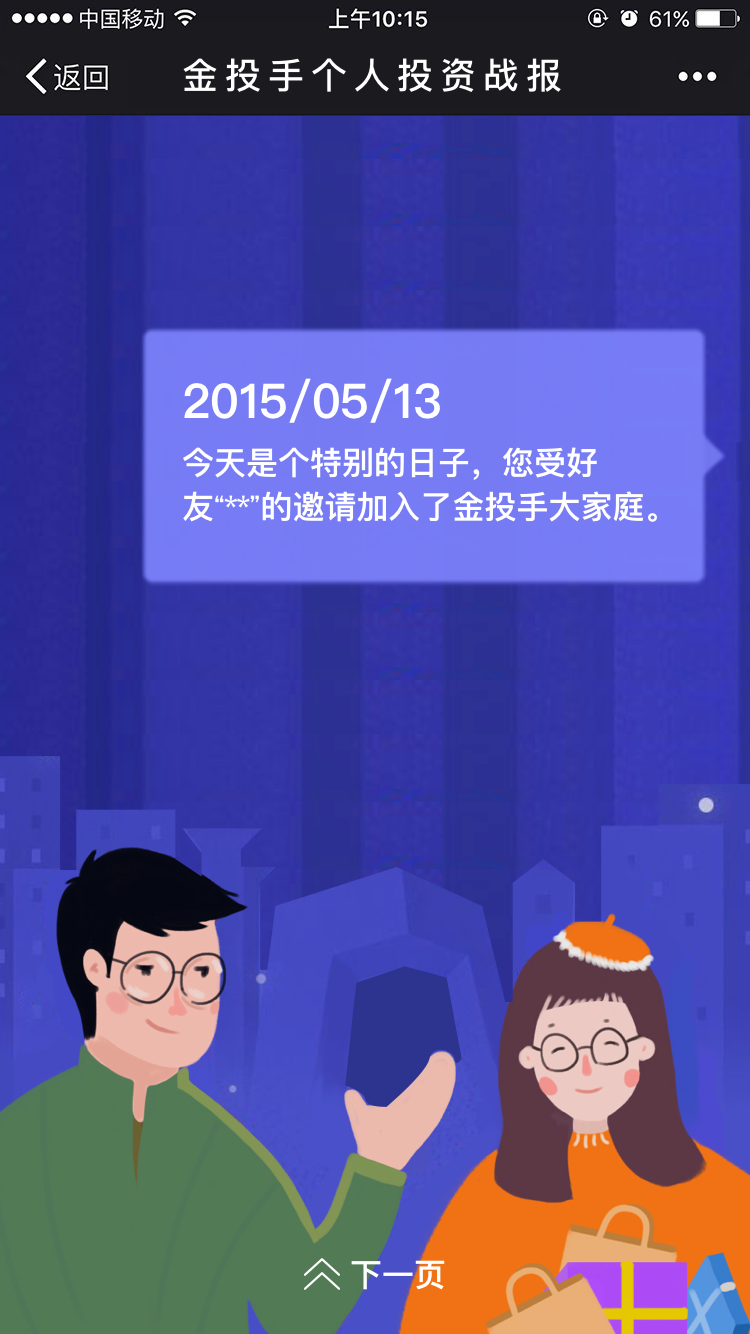 中国移动 上午10:15 61%
返回 金投手个人投资战报
2015/05/13
今天是个特别的日子，您受好
友“**”的邀请加入了金投手大家庭。
下一页